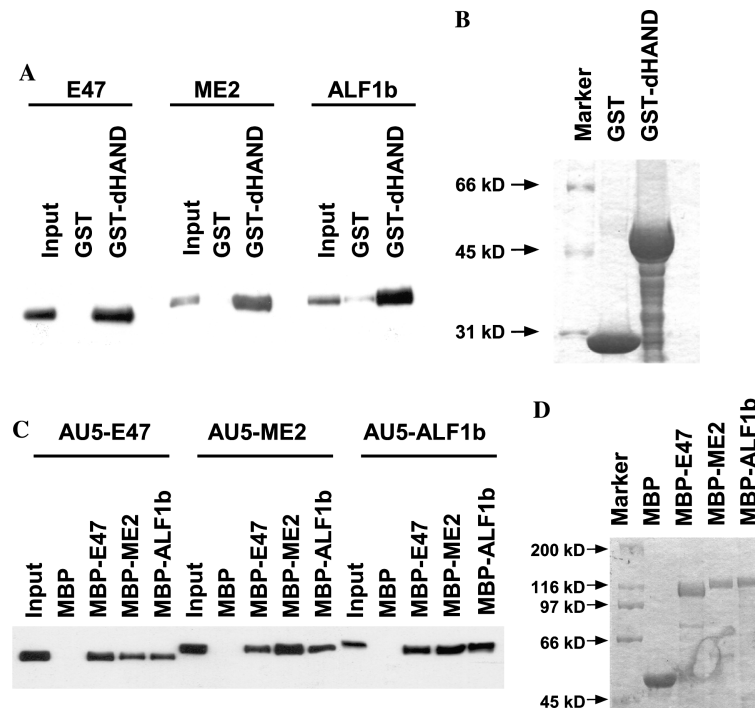 A
E47 ME2 ALF1b
Input GST GST-dHAND Input GST GST-dHAND Input GST GST-dHAND
B
Marker GST GST-dHAND
66 kD
45 kD
31 kD
C
AU5-E47 AU5-ME2 AU5-ALF1b
Input MBP MBP-E47 MBP-ME2 MBP-ALF1b Input MBP MBP-E47 MBP-ME2 MBP-ALF1b Input MBP MBP-E47 MBP-ME2 MBP-ALF1b
D
Marker MBP MBP-E47 MBP-ME2 MBP-ALF1b
200 kD
116 kD
97 kD
66 kD
45 kD